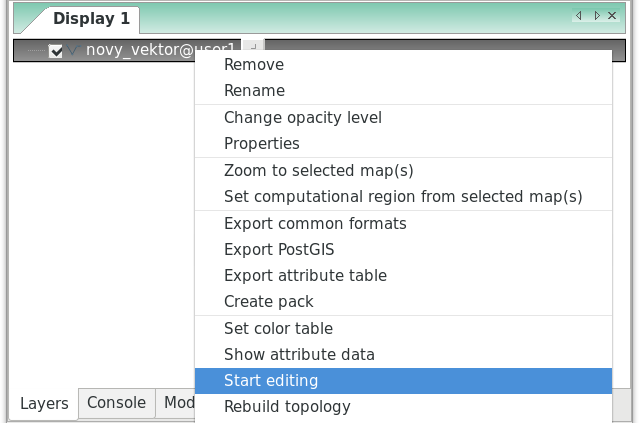 Display 1
novy_vektor@user1
Remove
Rename
Change opacity level
Properties
Zoom to selected map(s)
Set computational region from selected map(s)
Export common formats
Export PostGIS
Export attribute table
Create pack
Set color table
Show attribute data
Start editing
Rebuild topology
Layers Console Mod